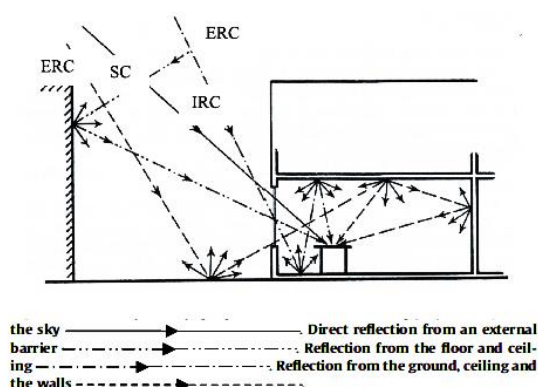 ERC
ERC
SC
IRC
the sky Direct reflection from an external
barrier Reflection from the floor and ceil-
ing Reflection from the ground, ceiling and
the walls